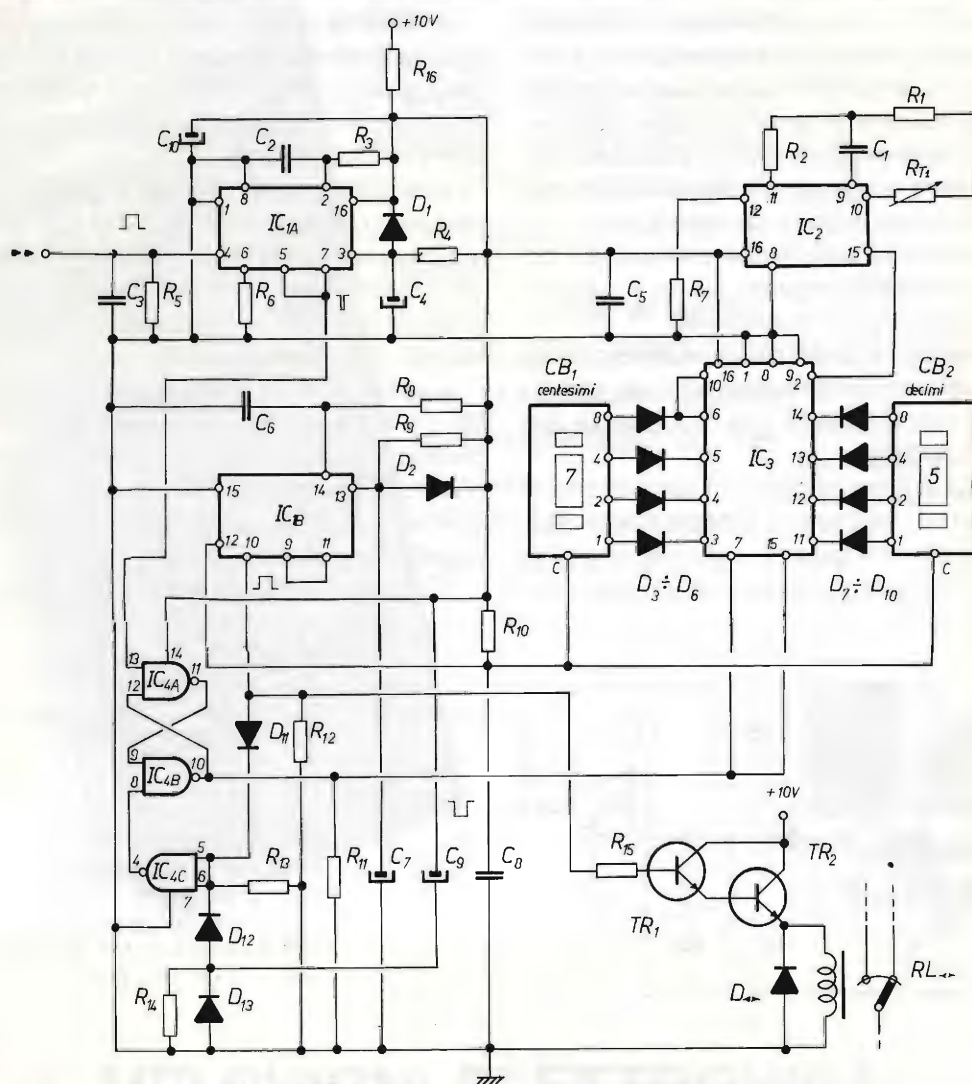 +10V
R16
C10
C2
R3
8 2
1 16
IC1A
D1
R4
4 6 5 7 3
C3
R5
R6
C4
R1
R2
C1
RT1
11 9 10
12
IC2
16 8 15
C5
R7
CB1
centesimi
CB2
decimi
16 1 8 9 2
10
8 6 14 8
4 5 IC3 13 4
7 5
2 4 12 2
1 3 11 1
7 15
C C
D3 ÷ D6
D7 ÷ D10
C6
R8
R9
D2
15 14 13
IC1B
12 10 9 11
R10
13 14 11
IC4A
12
9
IC4B 10
8
D11
R12
4 IC4C 5
6
7
R13
R11
C7
C9
C8
D12
R14
D13
+10V
R15
TR1
TR2
D
RL